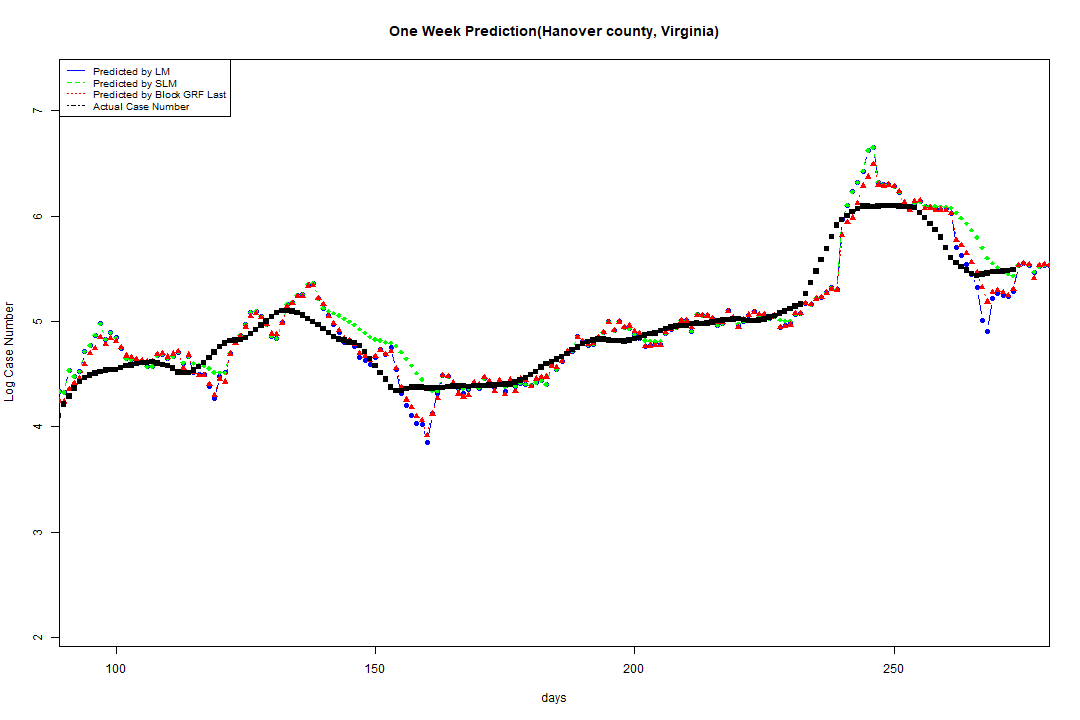 One Week Prediction(Hanover county, Virginia)
Predicted by LM
Predicted by SLM
Predicted by Block GRF Last
Actual Case Number
Log Case Number
7
6
5
4
3
2
100 150 200 250
days